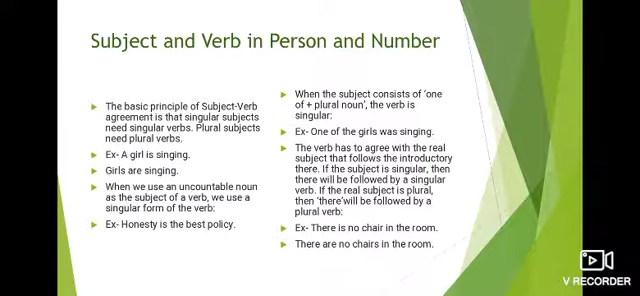 Subject and Verb in Person and Number
The basic principle of Subject-Verb
agreement is that singular subjects
need singular verbs. Plural subjects
need plural verbs.
Ex- A girl is singing.
Girls are singing.
When we use an uncountable noun
as the subject of a verb, we use a
singular form of the verb:
Ex- Honesty is the best policy.
When the subject consists of ‘one
of + plural noun’, the verb is
singular:
Ex- One of the girls was singing.
The verb has to agree with the real
subject that follows the introductory
there. If the subject is singular, then
there will be followed by a singular
verb. If the real subject is plural,
then ‘there’will be followed by a
plural verb:
Ex- There is no chair in the room.
There are no chairs in the room.
V RECORDER